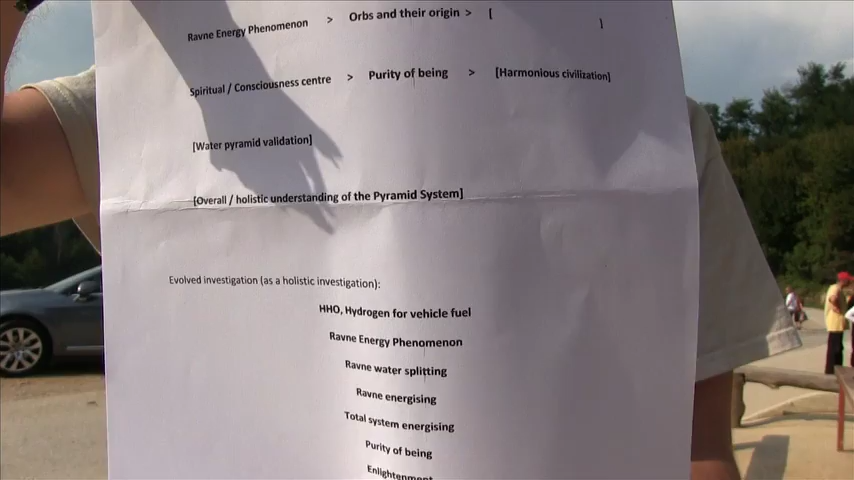 Ravne Energy Phenomenon > Orbs and their origin > [ ]
Spiritual / Consciousness centre > Purity of being > [Harmonious civilization]
[Water pyramid validation]
[Overall / holistic understanding of the Pyramid System]
Evolved investigation (as a holistic investigation):
HHO, Hydrogen for vehicle fuel
Ravne Energy Phenomenon
Ravne water splitting
Ravne energising
Total system energising
Purity of being
Enlightenment